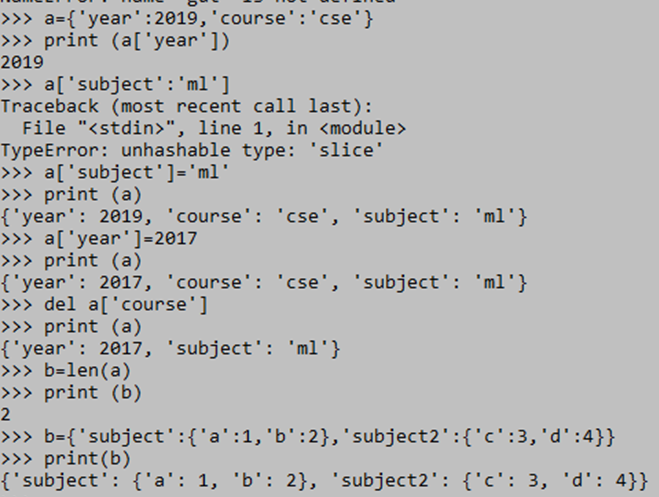 >>> a={'year':2019,'course':'cse'}
>>> print (a['year'])
2019
>>> a['subject':'ml']
Traceback (most recent call last):
  File "<stdin>", line 1, in <module>
TypeError: unhashable type: 'slice'
>>> a['subject']='ml'
>>> print (a)
{'year': 2019, 'course': 'cse', 'subject': 'ml'}
>>> a['year']=2017
>>> print (a)
{'year': 2017, 'course': 'cse', 'subject': 'ml'}
>>> del a['course']
>>> print (a)
{'year': 2017, 'subject': 'ml'}
>>> b=len(a)
>>> print (b)
2
>>> b={'subject':{'a':1,'b':2},'subject2':{'c':3,'d':4}}
>>> print(b)
{'subject': {'a': 1, 'b': 2}, 'subject2': {'c': 3, 'd': 4}}